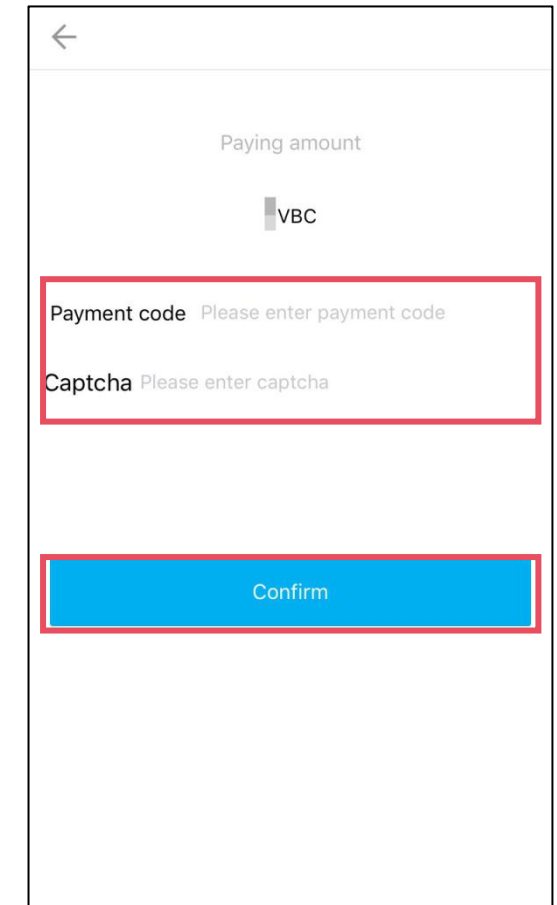 Paying amount
VBC
Payment code Please enter payment code
Captcha Please enter captcha
Confirm